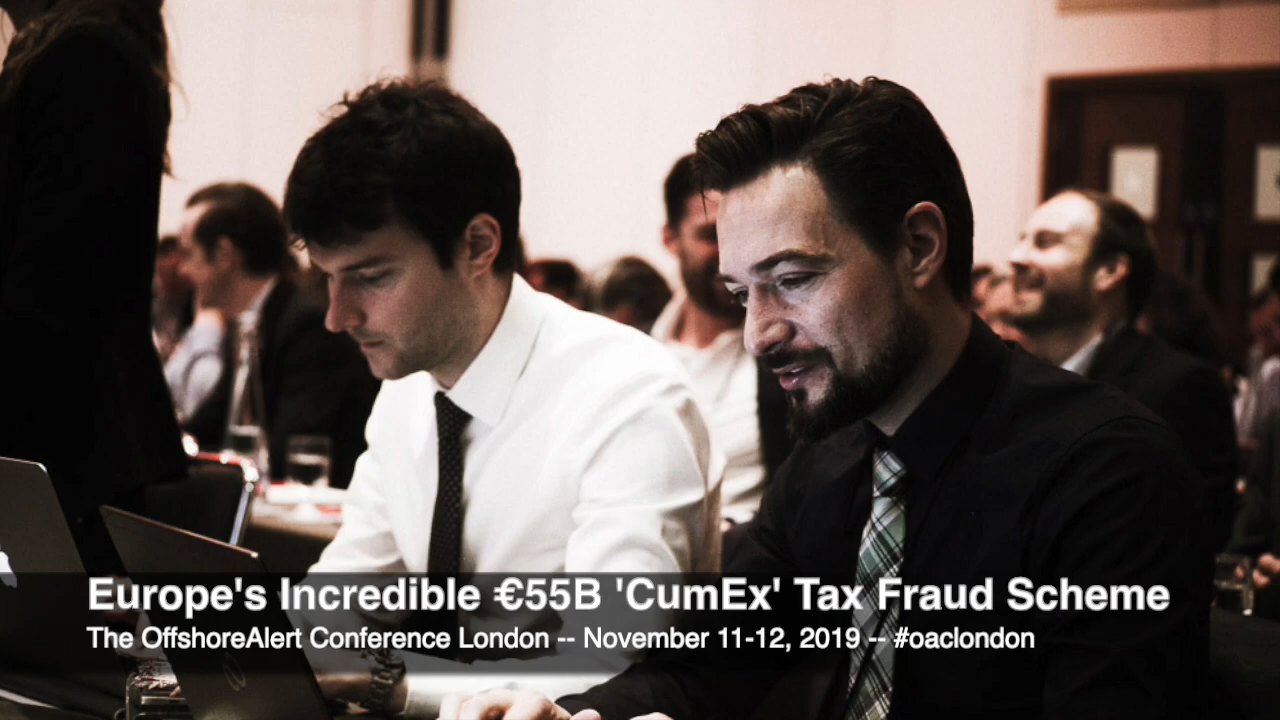 Europe's Incredible €55B 'CumEx' Tax Fraud Scheme
The OffshoreAlert Conference London -- November 11-12, 2019 -- #oaclondon